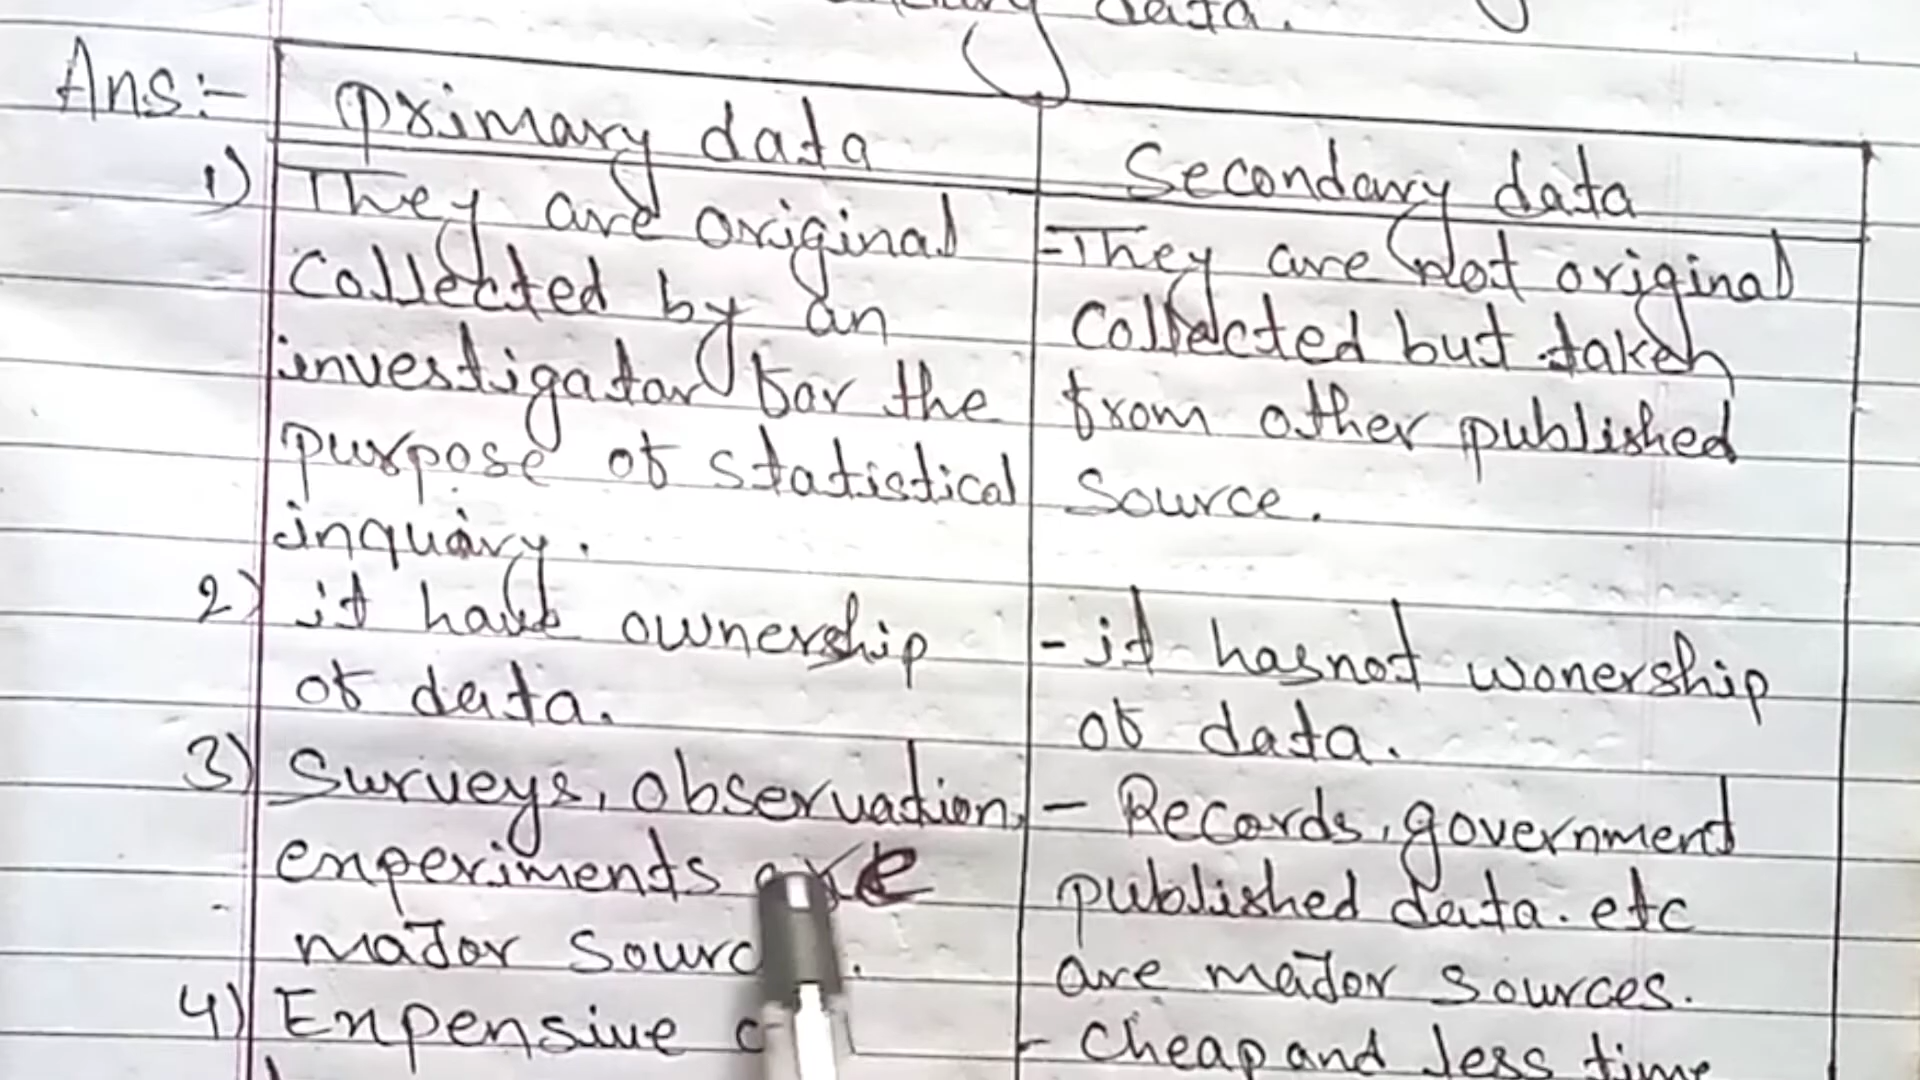 data.
Ans:-
primary data
Secondary data
1) They are original
collected by an
investigator for the
purpose of statistical
inquiry.
- They are not original
collected but taken
from other published
source.
2) it have ownership
of data.
- it hasnot wonership
of data.
3) Surveys, observation,
experiments are
major sourc
- Records, government
published data. etc
are major sources.
4) Expensive
- cheap and less time